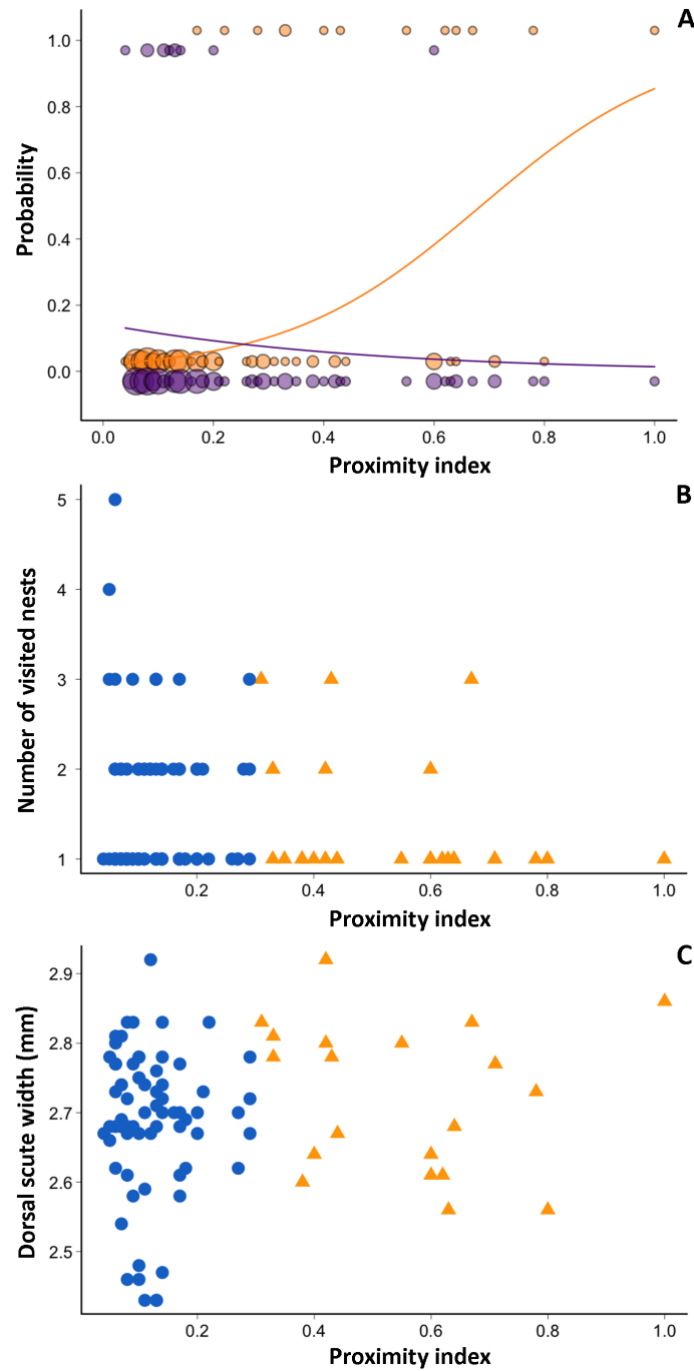 A
1.0
0.8
0.6
0.4
0.2
0.0
Probability
0.0 0.2 0.4 0.6 0.8 1.0
Proximity index
B
5
4
3
2
1
Number of visited nests
0.2 0.4 0.6 0.8 1.0
Proximity index
C
2.9
2.8
2.7
2.6
2.5
Dorsal scute width (mm)
0.2 0.4 0.6 0.8 1.0
Proximity index